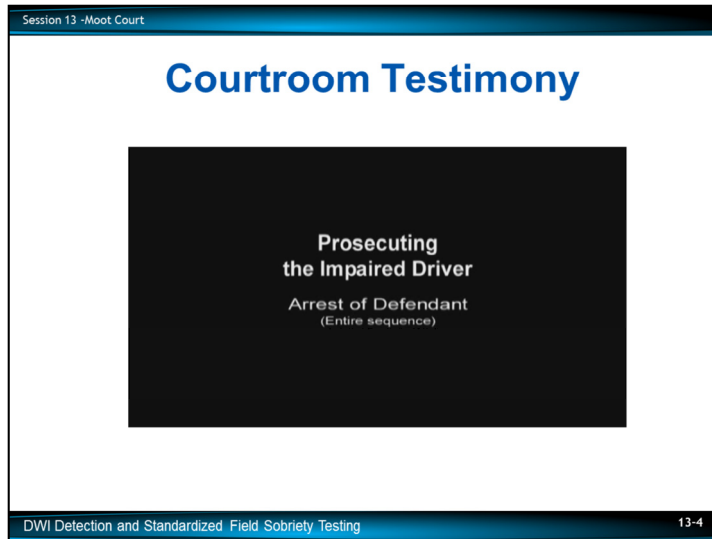 Session 13 -Moot Court
Courtroom Testimony
Prosecuting
the Impaired Driver
Arrest of Defendant
(Entire sequence)
DWI Detection and Standardized Field Sobriety Testing
13-4